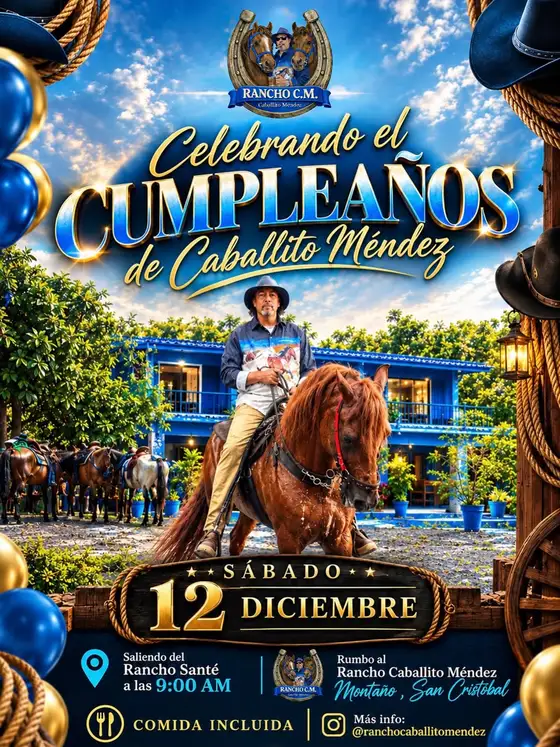 RANCHO C.M.
Caballito Méndez
Celebrando el
CUMPLEAÑOS
de Caballito Méndez
SÁBADO
12 DICIEMBRE
Saliendo del
Rancho Santé
a las 9:00 AM
RANCHO C.M.
Rumbo al
Rancho Caballito Méndez
Montaño, San Cristóbal
COMIDA INCLUIDA
Más info:
@ranchocaballitomendez